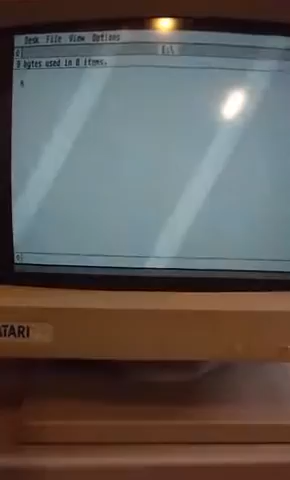 Desk File View Options
E:\
0 bytes used in 0 items.
ATARI